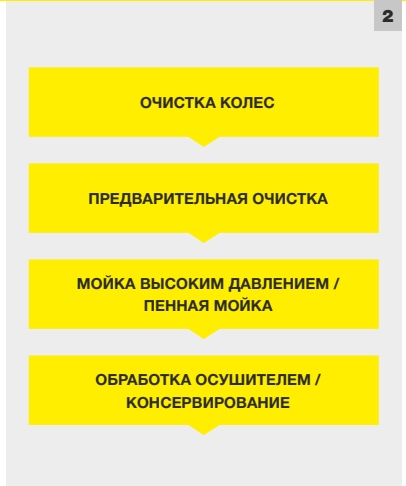 2
ОЧИСТКА КОЛЕС
ПРЕДВАРИТЕЛЬНАЯ ОЧИСТКА
МОЙКА ВЫСОКИМ ДАВЛЕНИЕМ /
ПЕННАЯ МОЙКА
ОБРАБОТКА ОСУШИТЕЛЕМ /
КОНСЕРВИРОВАНИЕ